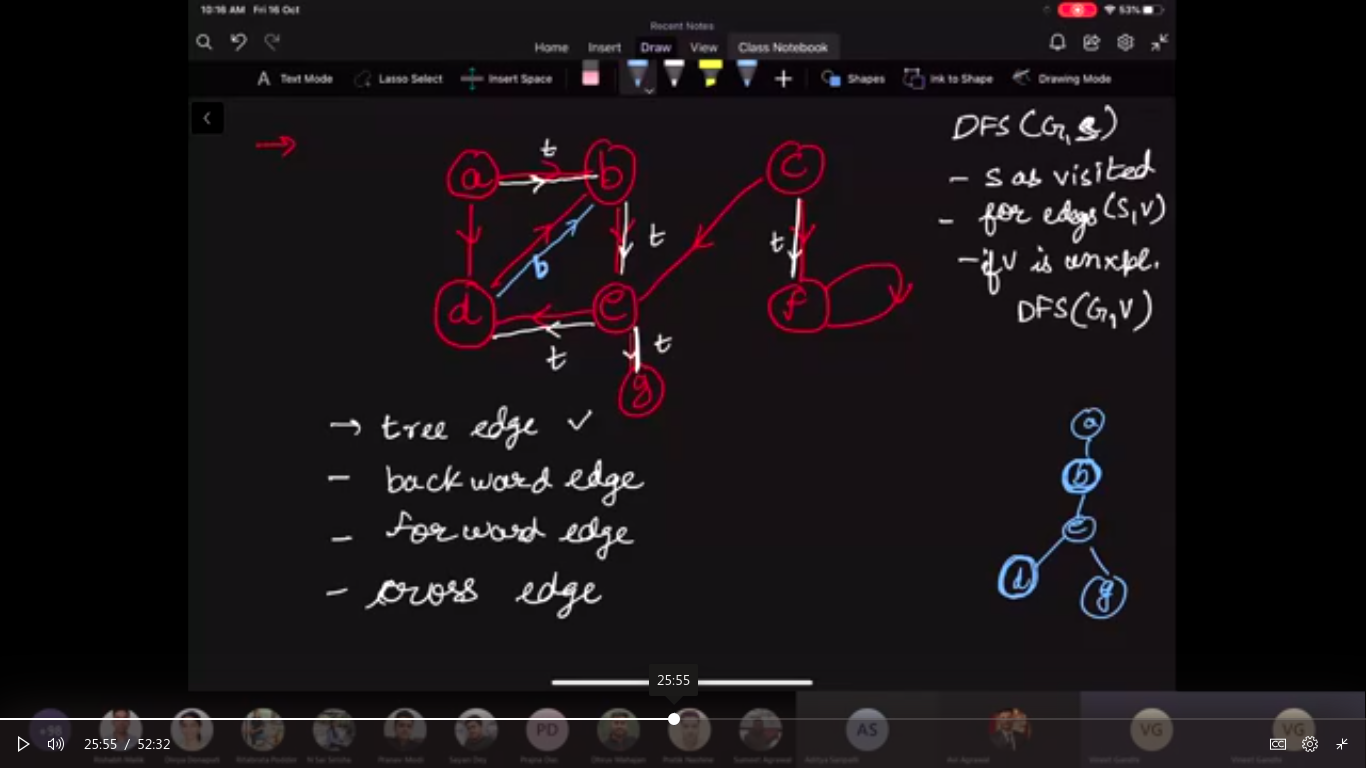 10:16 AM Fri 16 Oct
53%
Recent Notes
Home Insert Draw View Class Notebook
Text Mode Lasso Select Insert Space Shapes Ink to Shape Drawing Mode
DFS(G, s)
- s as visited
- for edges (s, v)
- if v is unxpl.
DFS(G, v)
a t b c
t t
b
d e f
t t
g
→ tree edge ✓
- backward edge
- forward edge
- cross edge
a
b
e
d g
25:55
PD AS VG VG
25:55 / 52:32